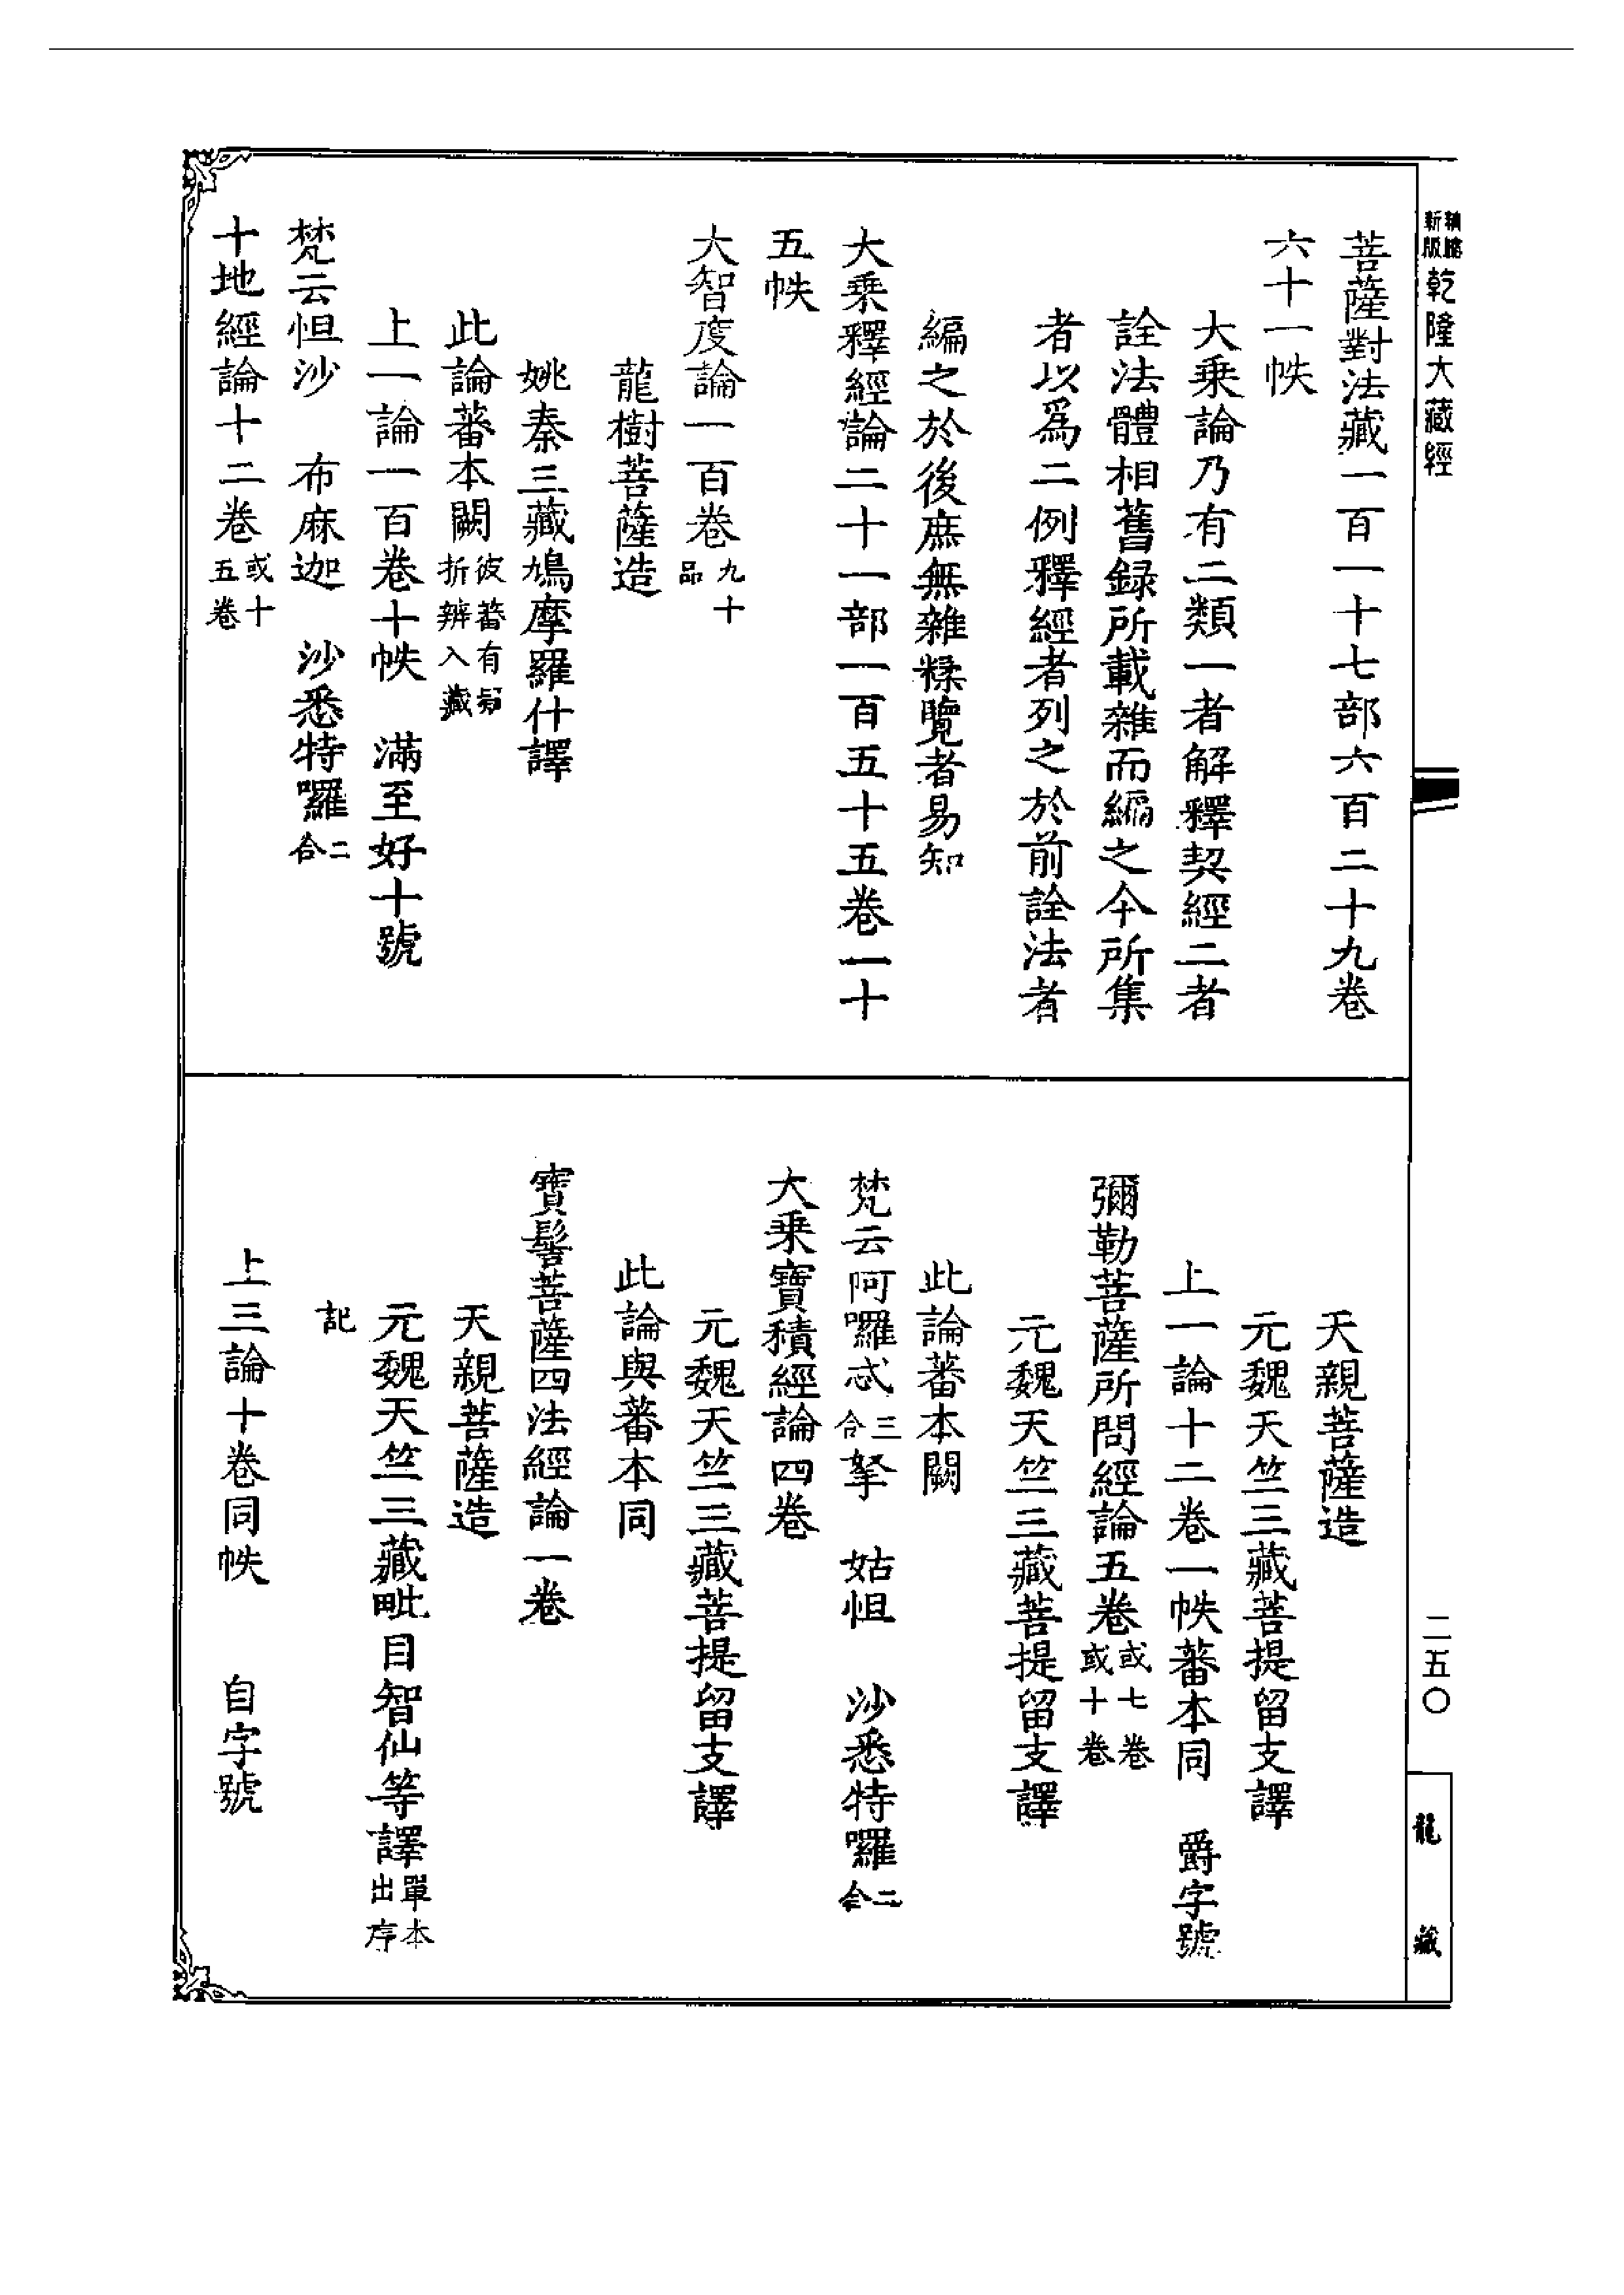 新版
乾隆大藏經
菩薩對法藏一百一十七部六百二十九卷
六十一帙
大乘論乃有二類一者解釋契經二者
詮法體相舊録所載雜而編之今所集
者以爲二例釋經者列之於前詮法者
編之於後庶無雜糅覽者易知
大乘釋經論二十一部一百五十五卷一十
五帙
大智度論一百卷九十品
龍樹菩薩造
姚秦三藏鳩摩羅什譯
此論蕃本闕彼蕃有折辨入藏
上一論一百卷十帙 滿至好十號
梵云怛沙 布麻迦 沙悉特囉二合
十地經論十二卷或十五卷
天親菩薩造
元魏天竺三藏菩提留支譯
上一論十二卷一帙蕃本同 爵字號
彌勒菩薩所問經論五卷或七卷或十卷
元魏天竺三藏菩提留支譯
此論蕃本闕
梵云阿囉忒三合拏 姑怛 沙悉特囉二合
大乘寶積經論四卷
元魏天竺三藏菩提留支譯
此論與蕃本同
寶髻菩薩四法經論一卷
天親菩薩造
元魏天竺三藏毗目智仙等譯單本出序
記
上三論十卷同帙 自字號
二五〇
龍藏